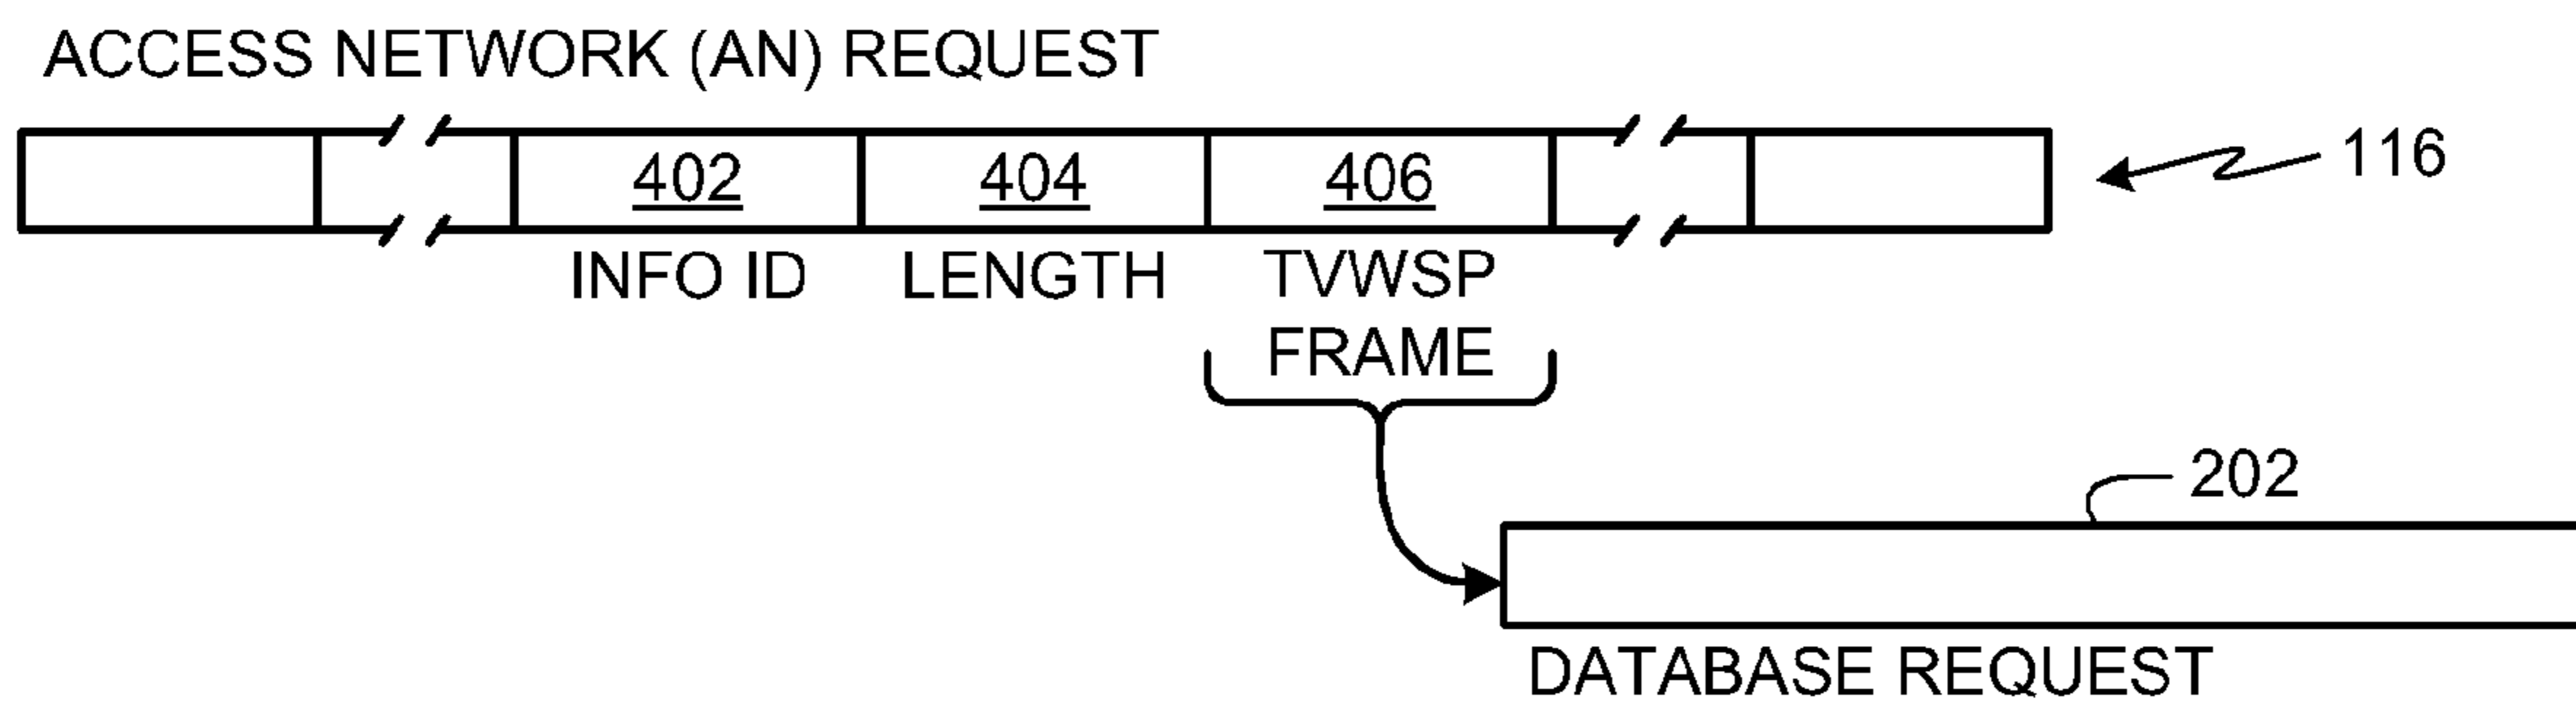 ACCESS NETWORK (AN) REQUEST
402 404 406 116
INFO ID LENGTH TVWSP
FRAME
202
DATABASE REQUEST